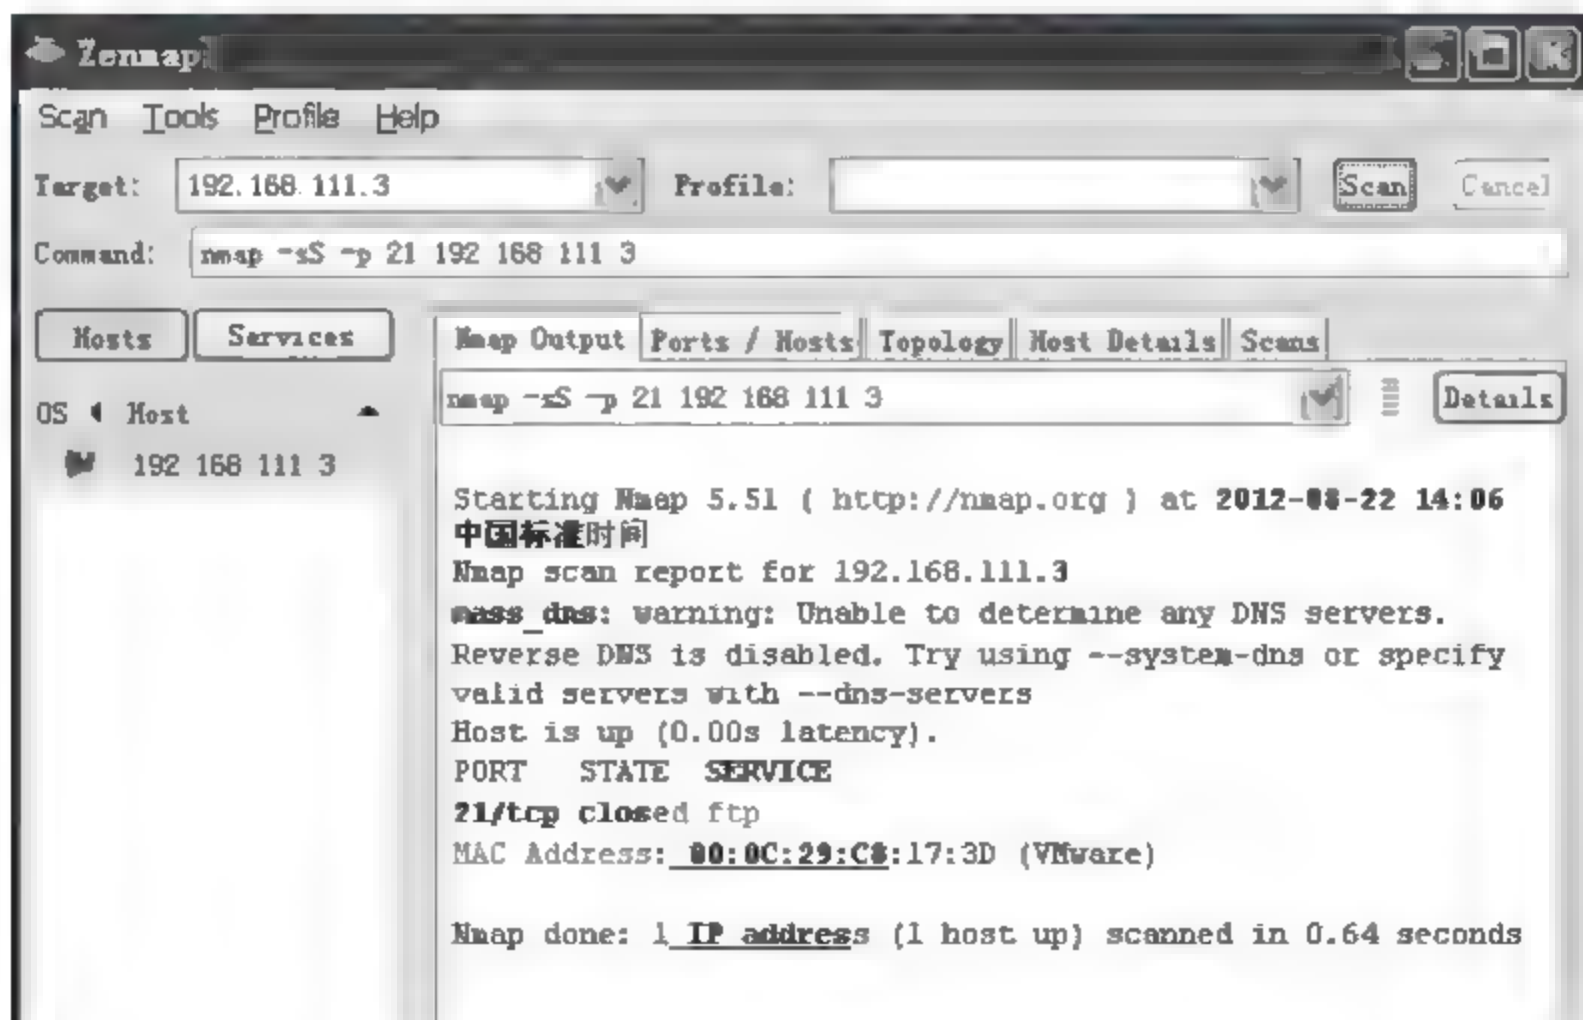 Zenmap
Scan Tools Profile Help
Target: 192.168.111.3 Profile: Scan Cancel
Command: nmap -sS -p 21 192 168 111 3
Hosts Services
Nmap Output Ports / Hosts Topology Host Details Scans
nmap -sS -p 21 192 168 111 3 Details
OS Host
192 168 111 3
Starting Nmap 5.51 ( http://nmap.org ) at 2012-08-22 14:06
中国标准时间
Nmap scan report for 192.168.111.3
mass_dns: warning: Unable to determine any DNS servers.
Reverse DNS is disabled. Try using --system-dns or specify
valid servers with --dns-servers
Host is up (0.00s latency).
PORT STATE SERVICE
21/tcp closed ftp
MAC Address: 00:0C:29:C8:17:3D (VMware)
Nmap done: 1 IP address (1 host up) scanned in 0.64 seconds